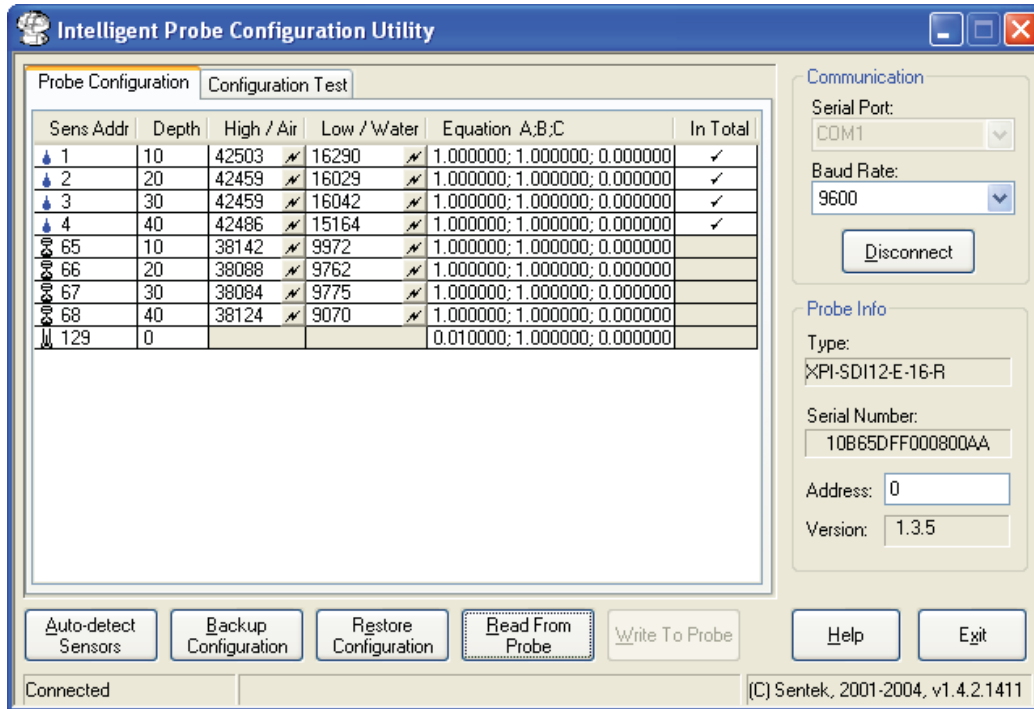 Intelligent Probe Configuration Utility
Probe Configuration Configuration Test
Sens Addr Depth High / Air Low / Water Equation A;B;C In Total
1 10 42503 16290 1.000000; 1.000000; 0.000000 ✓
2 20 42459 16029 1.000000; 1.000000; 0.000000 ✓
3 30 42459 16042 1.000000; 1.000000; 0.000000 ✓
4 40 42486 15164 1.000000; 1.000000; 0.000000 ✓
65 10 38142 9972 1.000000; 1.000000; 0.000000
66 20 38088 9762 1.000000; 1.000000; 0.000000
67 30 38084 9775 1.000000; 1.000000; 0.000000
68 40 38124 9070 1.000000; 1.000000; 0.000000
129 0 0.010000; 1.000000; 0.000000
Communication
Serial Port:
COM1
Baud Rate:
9600
Disconnect
Probe Info
Type:
XPI-SDI12-E-16-R
Serial Number:
10B65DFF000800AA
Address: 0
Version: 1.3.5
Auto-detect Sensors
Backup Configuration
Restore Configuration
Read From Probe
Write To Probe
Help
Exit
Connected
(C) Sentek, 2001-2004, v1.4.2.1411